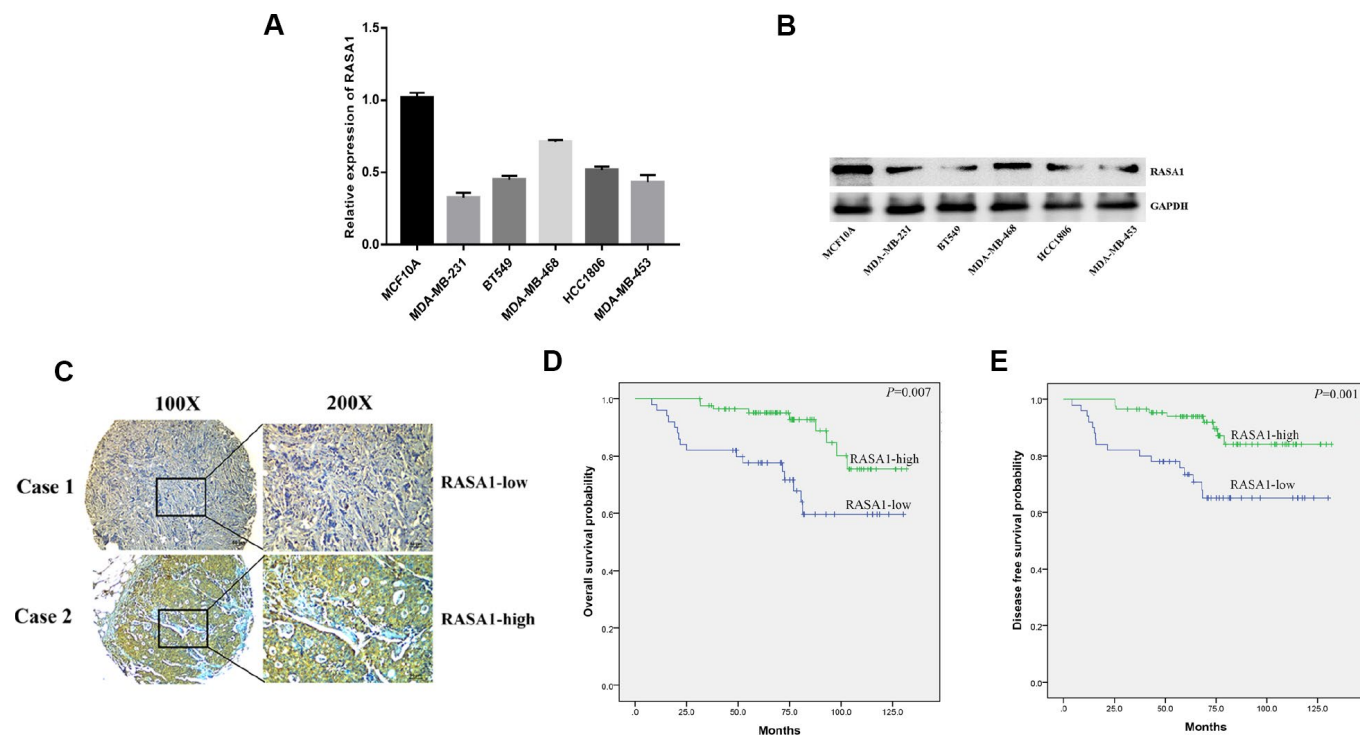 A
Relative expression of RASA1
1.5
1.0
0.5
0.0
MCF10A
MDA-MB-231
BT549
MDA-MB-468
HCC1806
MDA-MB-453
B
RASA1
GAPDH
MCF10A
MDA-MB-231
BT549
MDA-MB-468
HCC1806
MDA-MB-453
C
100X
200X
Case 1
RASA1-low
Case 2
RASA1-high
D
P=0.007
Overall survival probability
1.0
0.8
0.6
0.4
0.2
0.0
RASA1-high
RASA1-low
.0
25.0
50.0
75.0
100.0
125.0
Months
E
P=0.001
Disease free survival probability
1.0
0.8
0.6
0.4
0.2
0.0
RASA1-high
RASA1-low
.0
25.0
50.0
75.0
100.0
125.0
Months